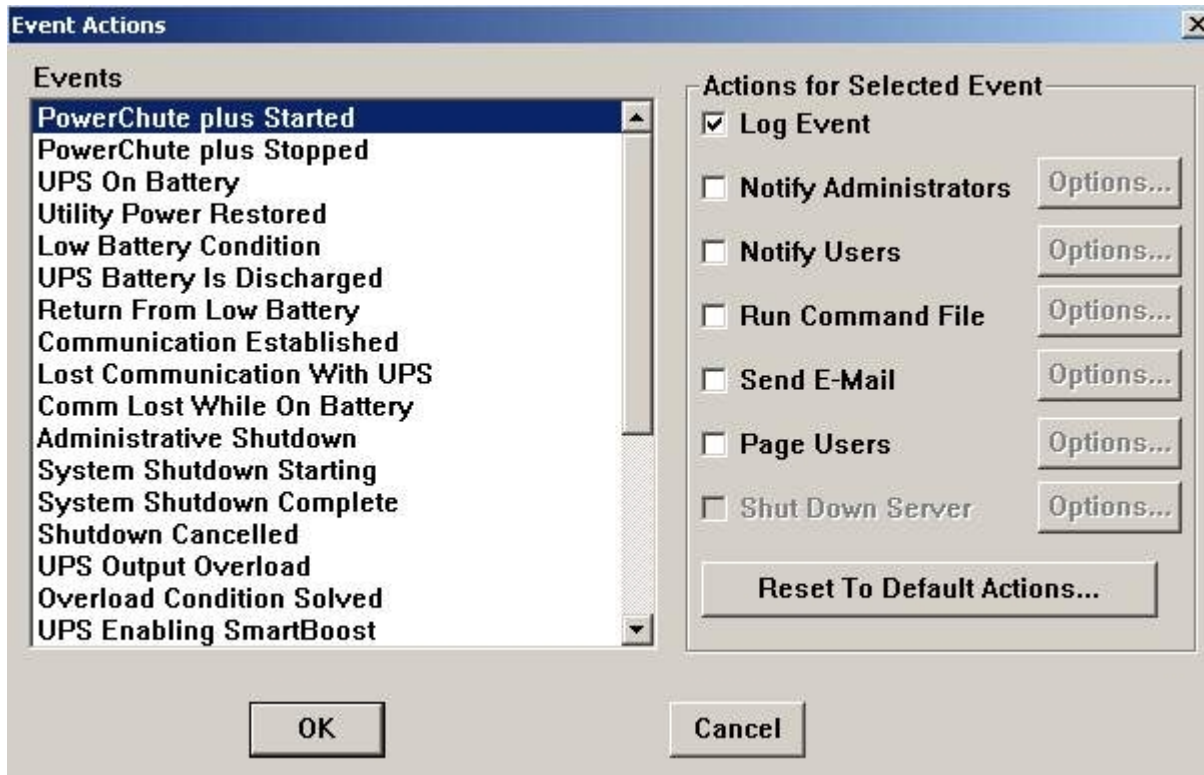 Event Actions
Events
PowerChute plus Started
PowerChute plus Stopped
UPS On Battery
Utility Power Restored
Low Battery Condition
UPS Battery Is Discharged
Return From Low Battery
Communication Established
Lost Communication With UPS
Comm Lost While On Battery
Administrative Shutdown
System Shutdown Starting
System Shutdown Complete
Shutdown Cancelled
UPS Output Overload
Overload Condition Solved
UPS Enabling SmartBoost
Actions for Selected Event
Log Event
Notify Administrators Options...
Notify Users Options...
Run Command File Options...
Send E-Mail Options...
Page Users Options...
Shut Down Server Options...
Reset To Default Actions...
OK
Cancel